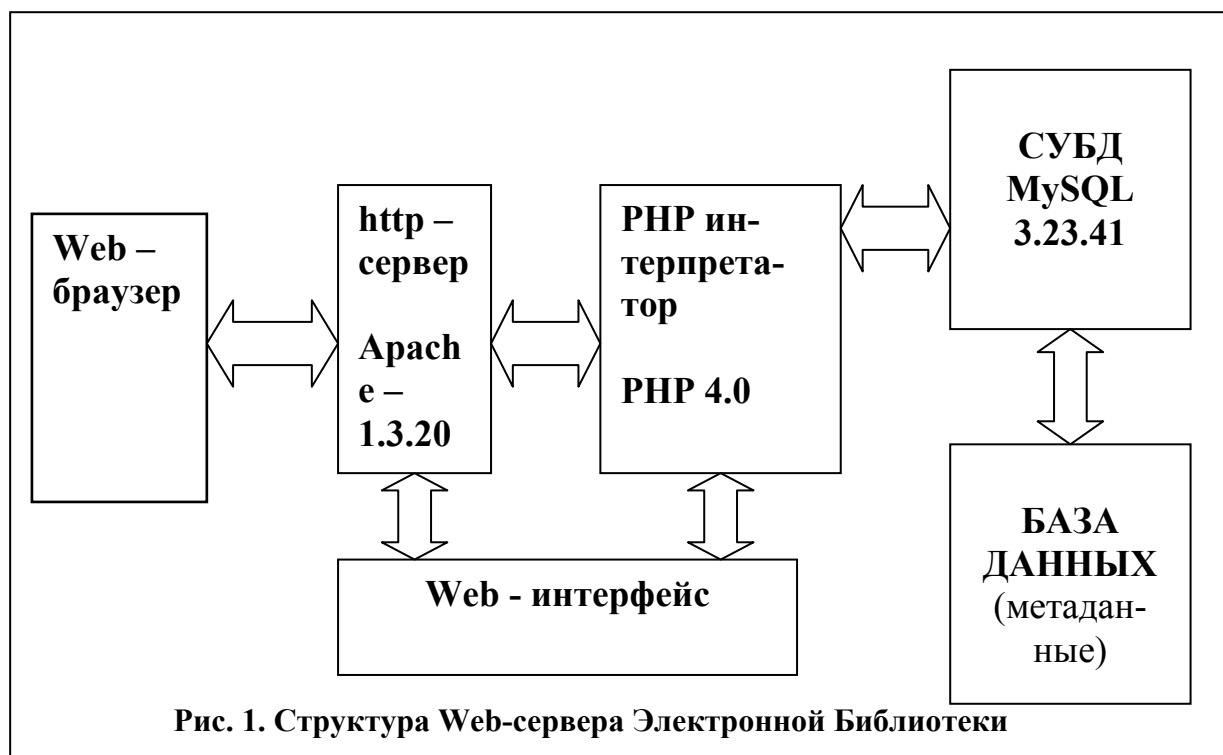 Web –
браузер
http –
сервер
Apach
e –
1.3.20
PHP ин-
терпрета-
тор
PHP 4.0
СУБД
MySQL
3.23.41
БАЗА
ДАННЫХ
(метадан-
ные)
Web - интерфейс
Рис. 1. Структура Web-сервера Электронной Библиотеки